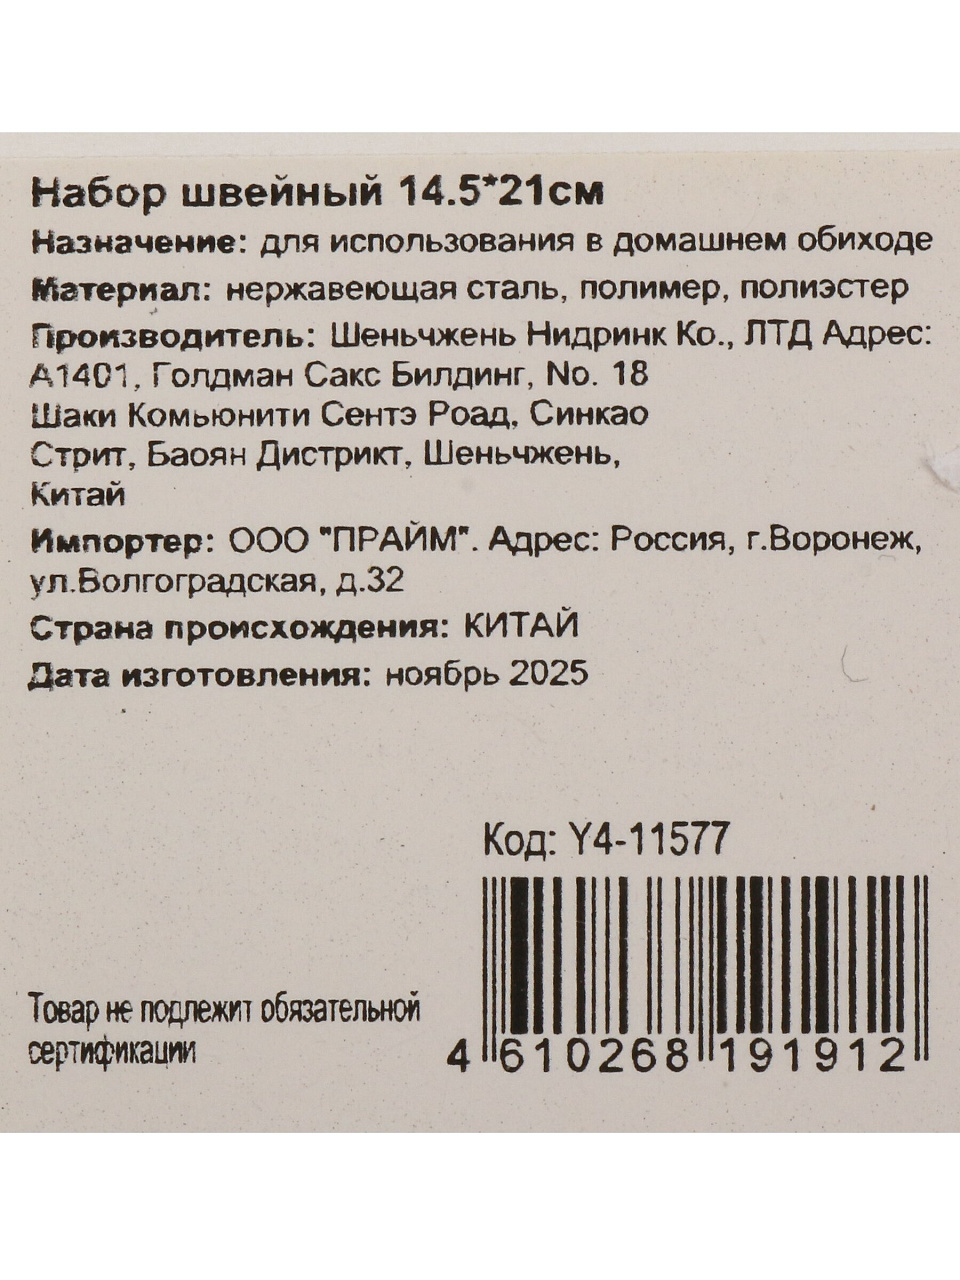 Набор швейный 14.5*21см
Назначение: для использования в домашнем обиходе
Материал: нержавеющая сталь, полимер, полиэстер
Производитель: Шеньчжень Нидринк Ко., ЛТД Адрес:
А1401, Голдман Сакс Билдинг, No. 18
Шаки Комьюнити Сентэ Роад, Синкао
Стрит, Баоян Дистрикт, Шеньчжень,
Китай
Импортер: ООО "ПРАЙМ". Адрес: Россия, г.Воронеж,
ул.Волгоградская, д.32
Страна происхождения: КИТАЙ
Дата изготовления: ноябрь 2025
Код: Y4-11577
Товар не подлежит обязательной
сертификации
4 610268 191912